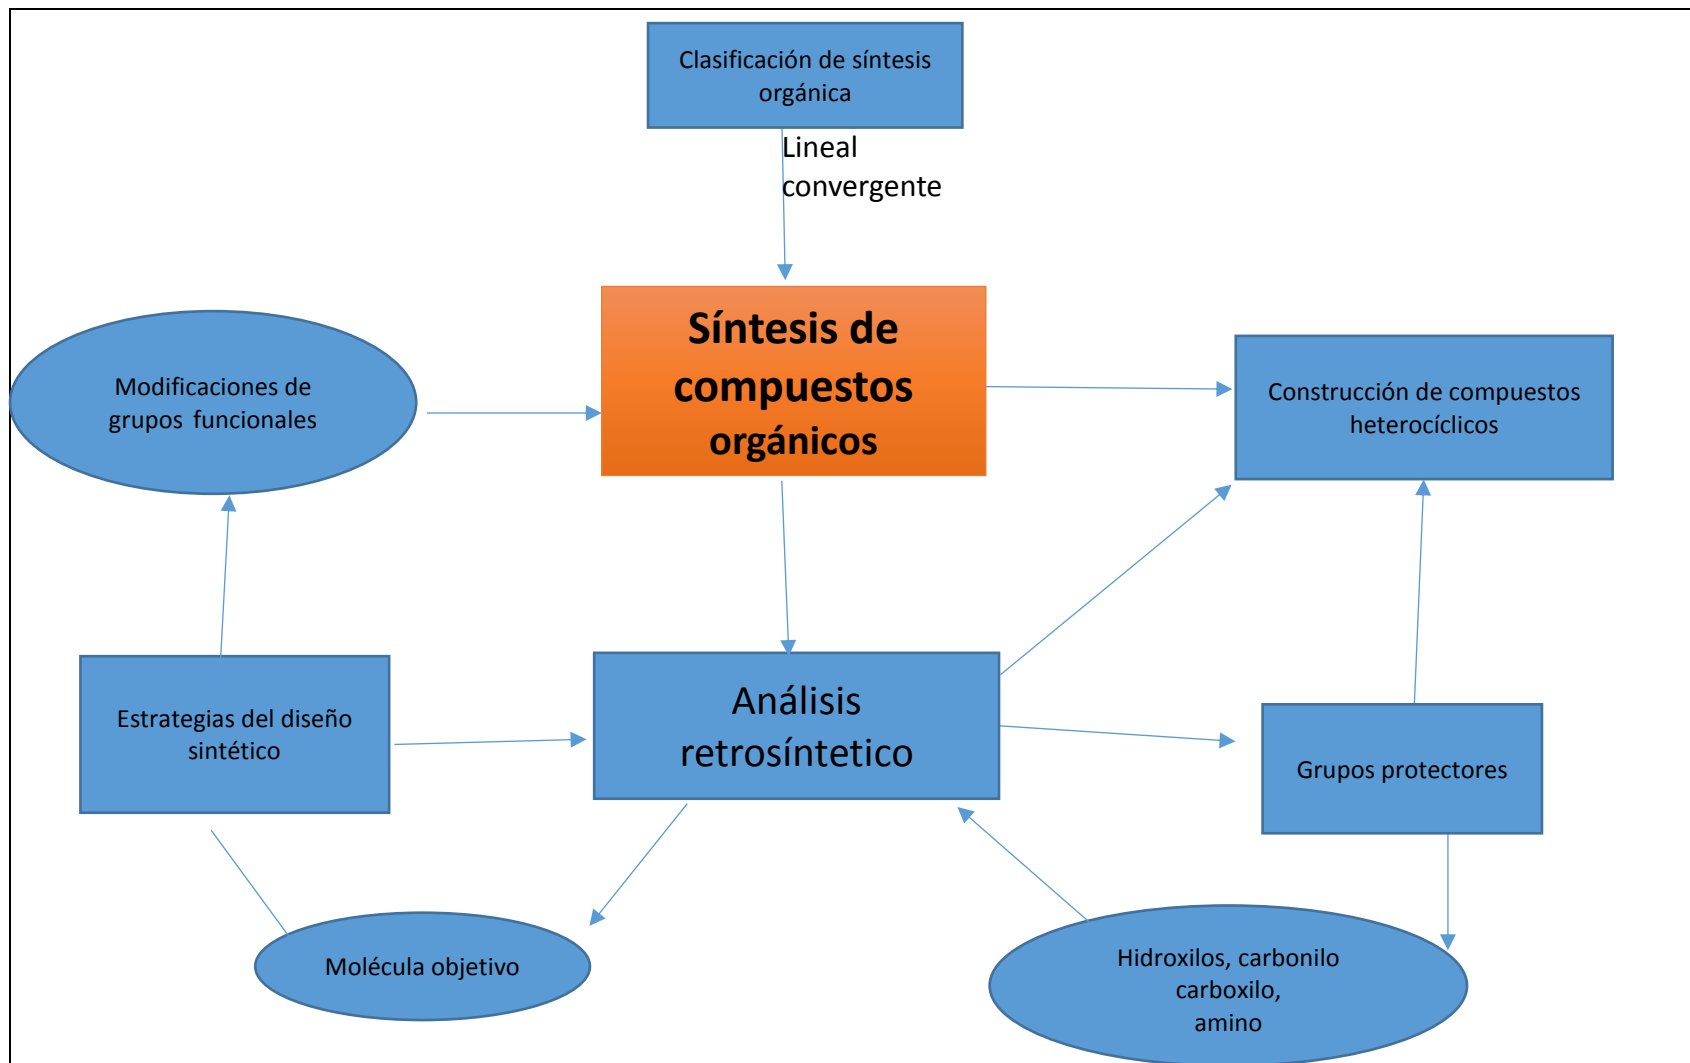 Clasificación de síntesis
orgánica
Lineal
convergente
Síntesis de
compuestos
orgánicos
Modificaciones de
grupos funcionales
Construcción de compuestos
heterocíclicos
Estrategias del diseño
sintético
Análisis
retrosíntetico
Grupos protectores
Molécula objetivo
Hidroxilos, carbonilo
carboxilo,
amino